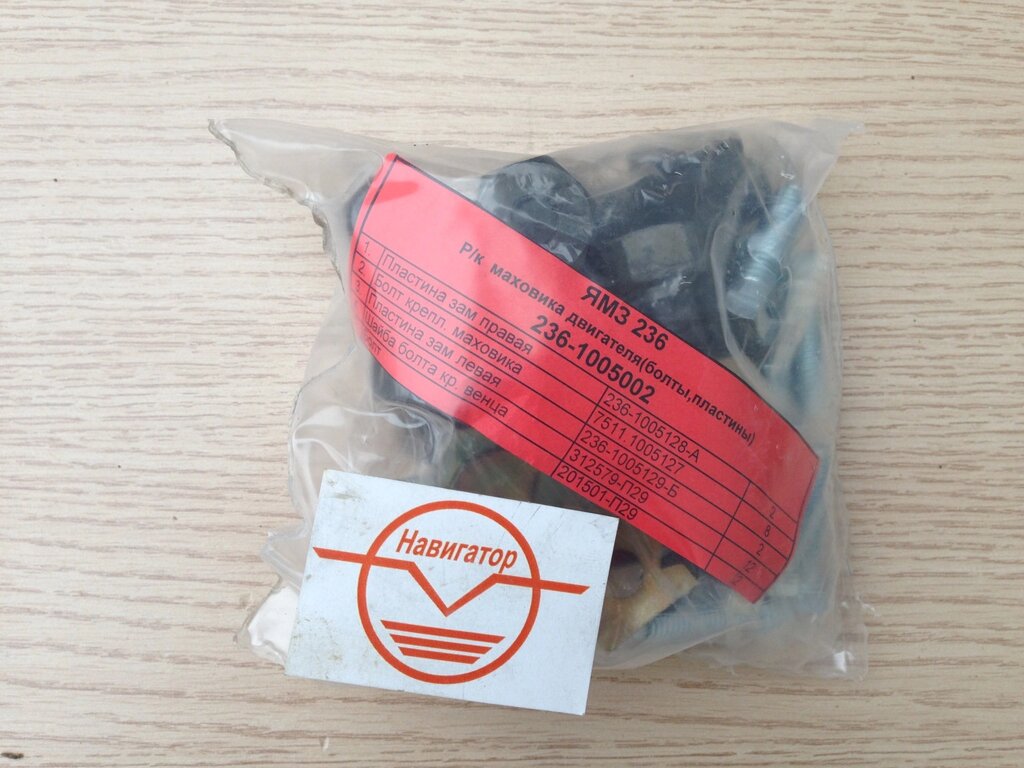 ЯМЗ 236
Р/к маховика двигателя(болты,пластины)
236-1005002
1. Пластина зам правая 236-1005128-А 2
2. Болт крепл. маховика 7511.1005127 8
3. Пластина зам левая 236-1005129-Б 2
Шайба болта кр. венца 312579-П29 12
201501-П29
Навигатор